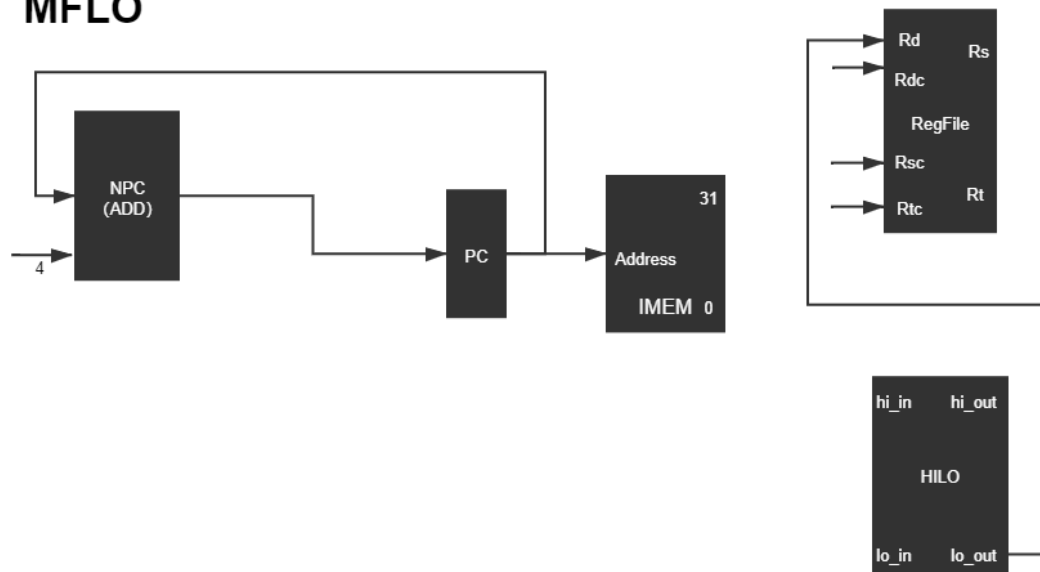 MFLO
NPC
(ADD)
4
PC
31
Address
IMEM 0
Rd
Rs
Rdc
RegFile
Rsc
Rt
Rtc
hi_in hi_out
HILO
lo_in lo_out